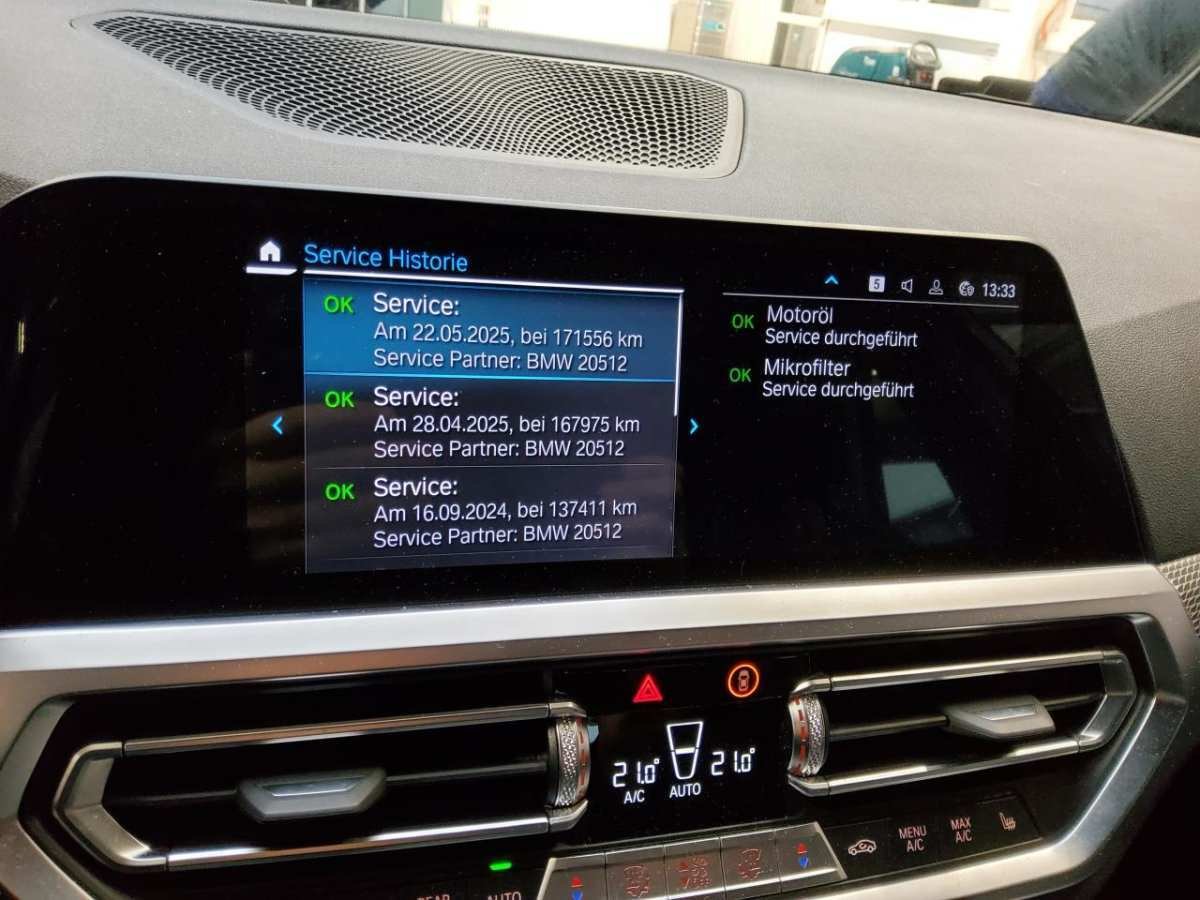 Service Historie
5
13:33
OK Service:
Am 22.05.2025, bei 171556 km
Service Partner: BMW 20512
OK Service:
Am 28.04.2025, bei 167975 km
Service Partner: BMW 20512
OK Service:
Am 16.09.2024, bei 137411 km
Service Partner: BMW 20512
OK Motoröl
Service durchgeführt
OK Mikrofilter
Service durchgeführt
21.0°
A/C
AUTO
21.0°
MENU
A/C
MAX
A/C
REAR
AUTO